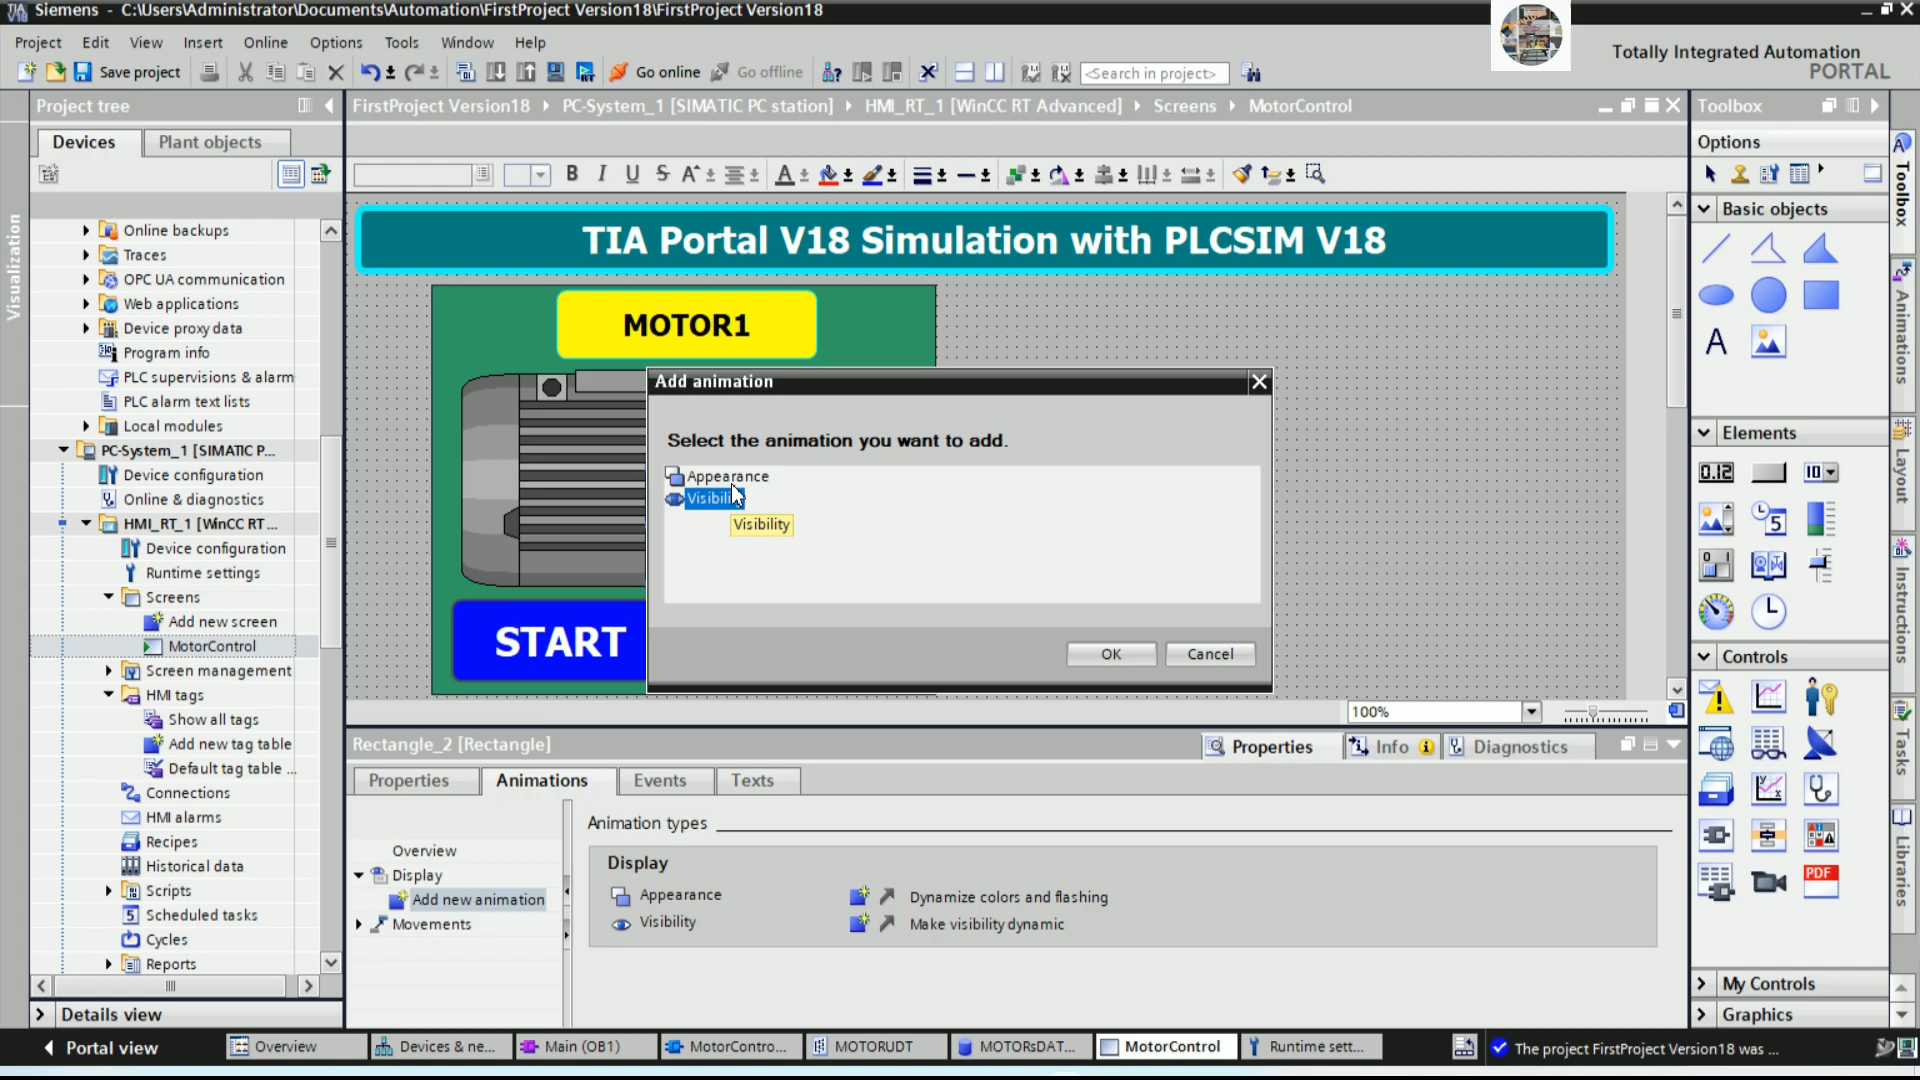 Siemens - C:\Users\Administrator\Documents\Automation\FirstProject Version18\FirstProject Version18
Project Edit View Insert Online Options Tools Window Help
Totally Integrated Automation
PORTAL
Save project
Go online
Go offline
<Search in project>
Project tree
FirstProject Version18 PC-System_1 [SIMATIC PC station] HMI_RT_1 [WinCC RT Advanced] Screens MotorControl
Toolbox
Devices
Plant objects
Options
Visualization
Online backups
Traces
OPC UA communication
Web applications
Device proxy data
Program info
PLC supervisions & alarm
PLC alarm text lists
Local modules
PC-System_1 [SIMATIC P...
Device configuration
Online & diagnostics
HMI_RT_1 [WinCC RT ...
Device configuration
Runtime settings
Screens
Add new screen
MotorControl
Screen management
HMI tags
Show all tags
Add new tag table
Default tag table ...
Connections
HMI alarms
Recipes
Historical data
Scripts
Scheduled tasks
Cycles
Reports
Details view
TIA Portal V18 Simulation with PLCSIM V18
MOTOR1
START
Add animation
Select the animation you want to add.
Appearance
Visibili
Visibility
OK
Cancel
100%
Rectangle_2 [Rectangle]
Properties
Info
Diagnostics
Properties
Animations
Events
Texts
Overview
Display
Add new animation
Movements
Animation types
Display
Appearance
Dynamize colors and flashing
Visibility
Make visibility dynamic
Basic objects
A
Elements
0.12
10
5
Controls
PDF
My Controls
Graphics
Toolbox
Animations
Layout
Instructions
Tasks
Libraries
Portal view
Overview
Devices & ne...
Main (OB1)
MotorContro...
MOTORUDT
MOTORsDAT...
MotorControl
Runtime sett...
The project FirstProject Version18 was ...